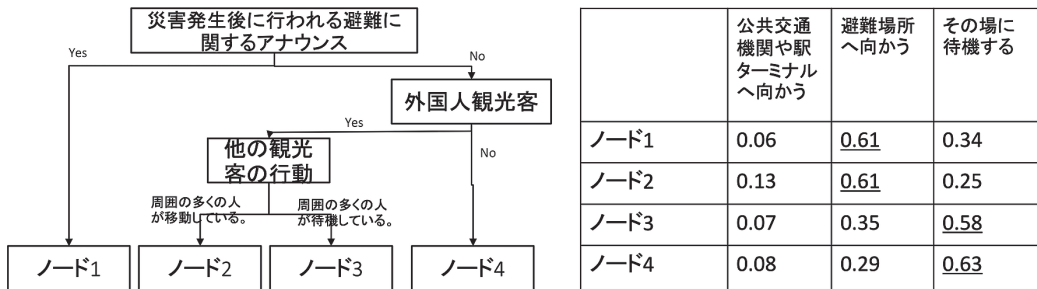 災害発生後に行われる避難に
関するアナウンス
Yes
No
外国人観光客
Yes
No
他の観光
客の行動
周囲の多くの人
が移動している。
周囲の多くの人
が待機している。
ノード1
ノード2
ノード3
ノード4
公共交通
機関や駅
ターミナル
へ向かう
避難場所
へ向かう
その場に
待機する
ノード1 0.06 0.61 0.34
ノード2 0.13 0.61 0.25
ノード3 0.07 0.35 0.58
ノード4 0.08 0.29 0.63